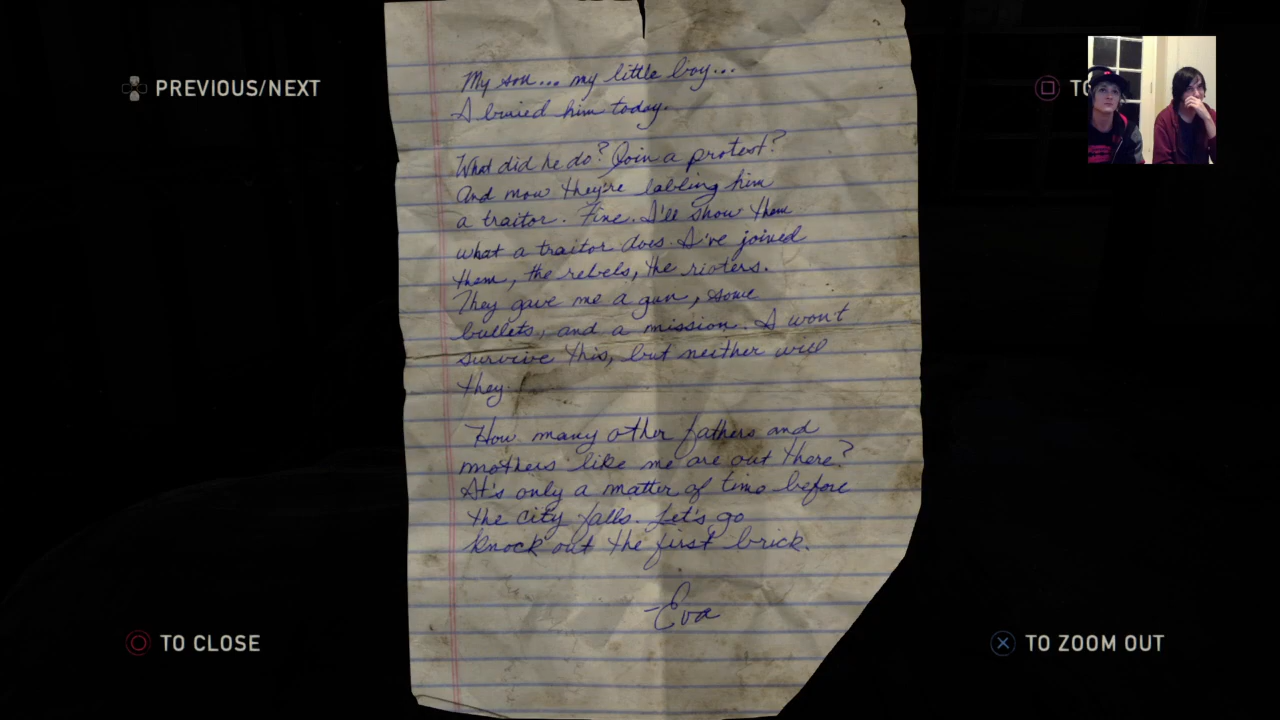 PREVIOUS/NEXT
TO
My son... my little boy...
I buried him today.
What did he do? Join a protest?
And now they're labling him
a traitor. Fine. I'll show them
what a traitor does. I've joined
them, the rebels, the rioters.
They gave me a gun, some
bullets, and a mission. I won't
survive this, but neither will
they.
How many other fathers and
mothers like me are out there?
It's only a matter of time before
the city falls. Let's go
knock out the first brick.
-Eva
TO CLOSE
TO ZOOM OUT